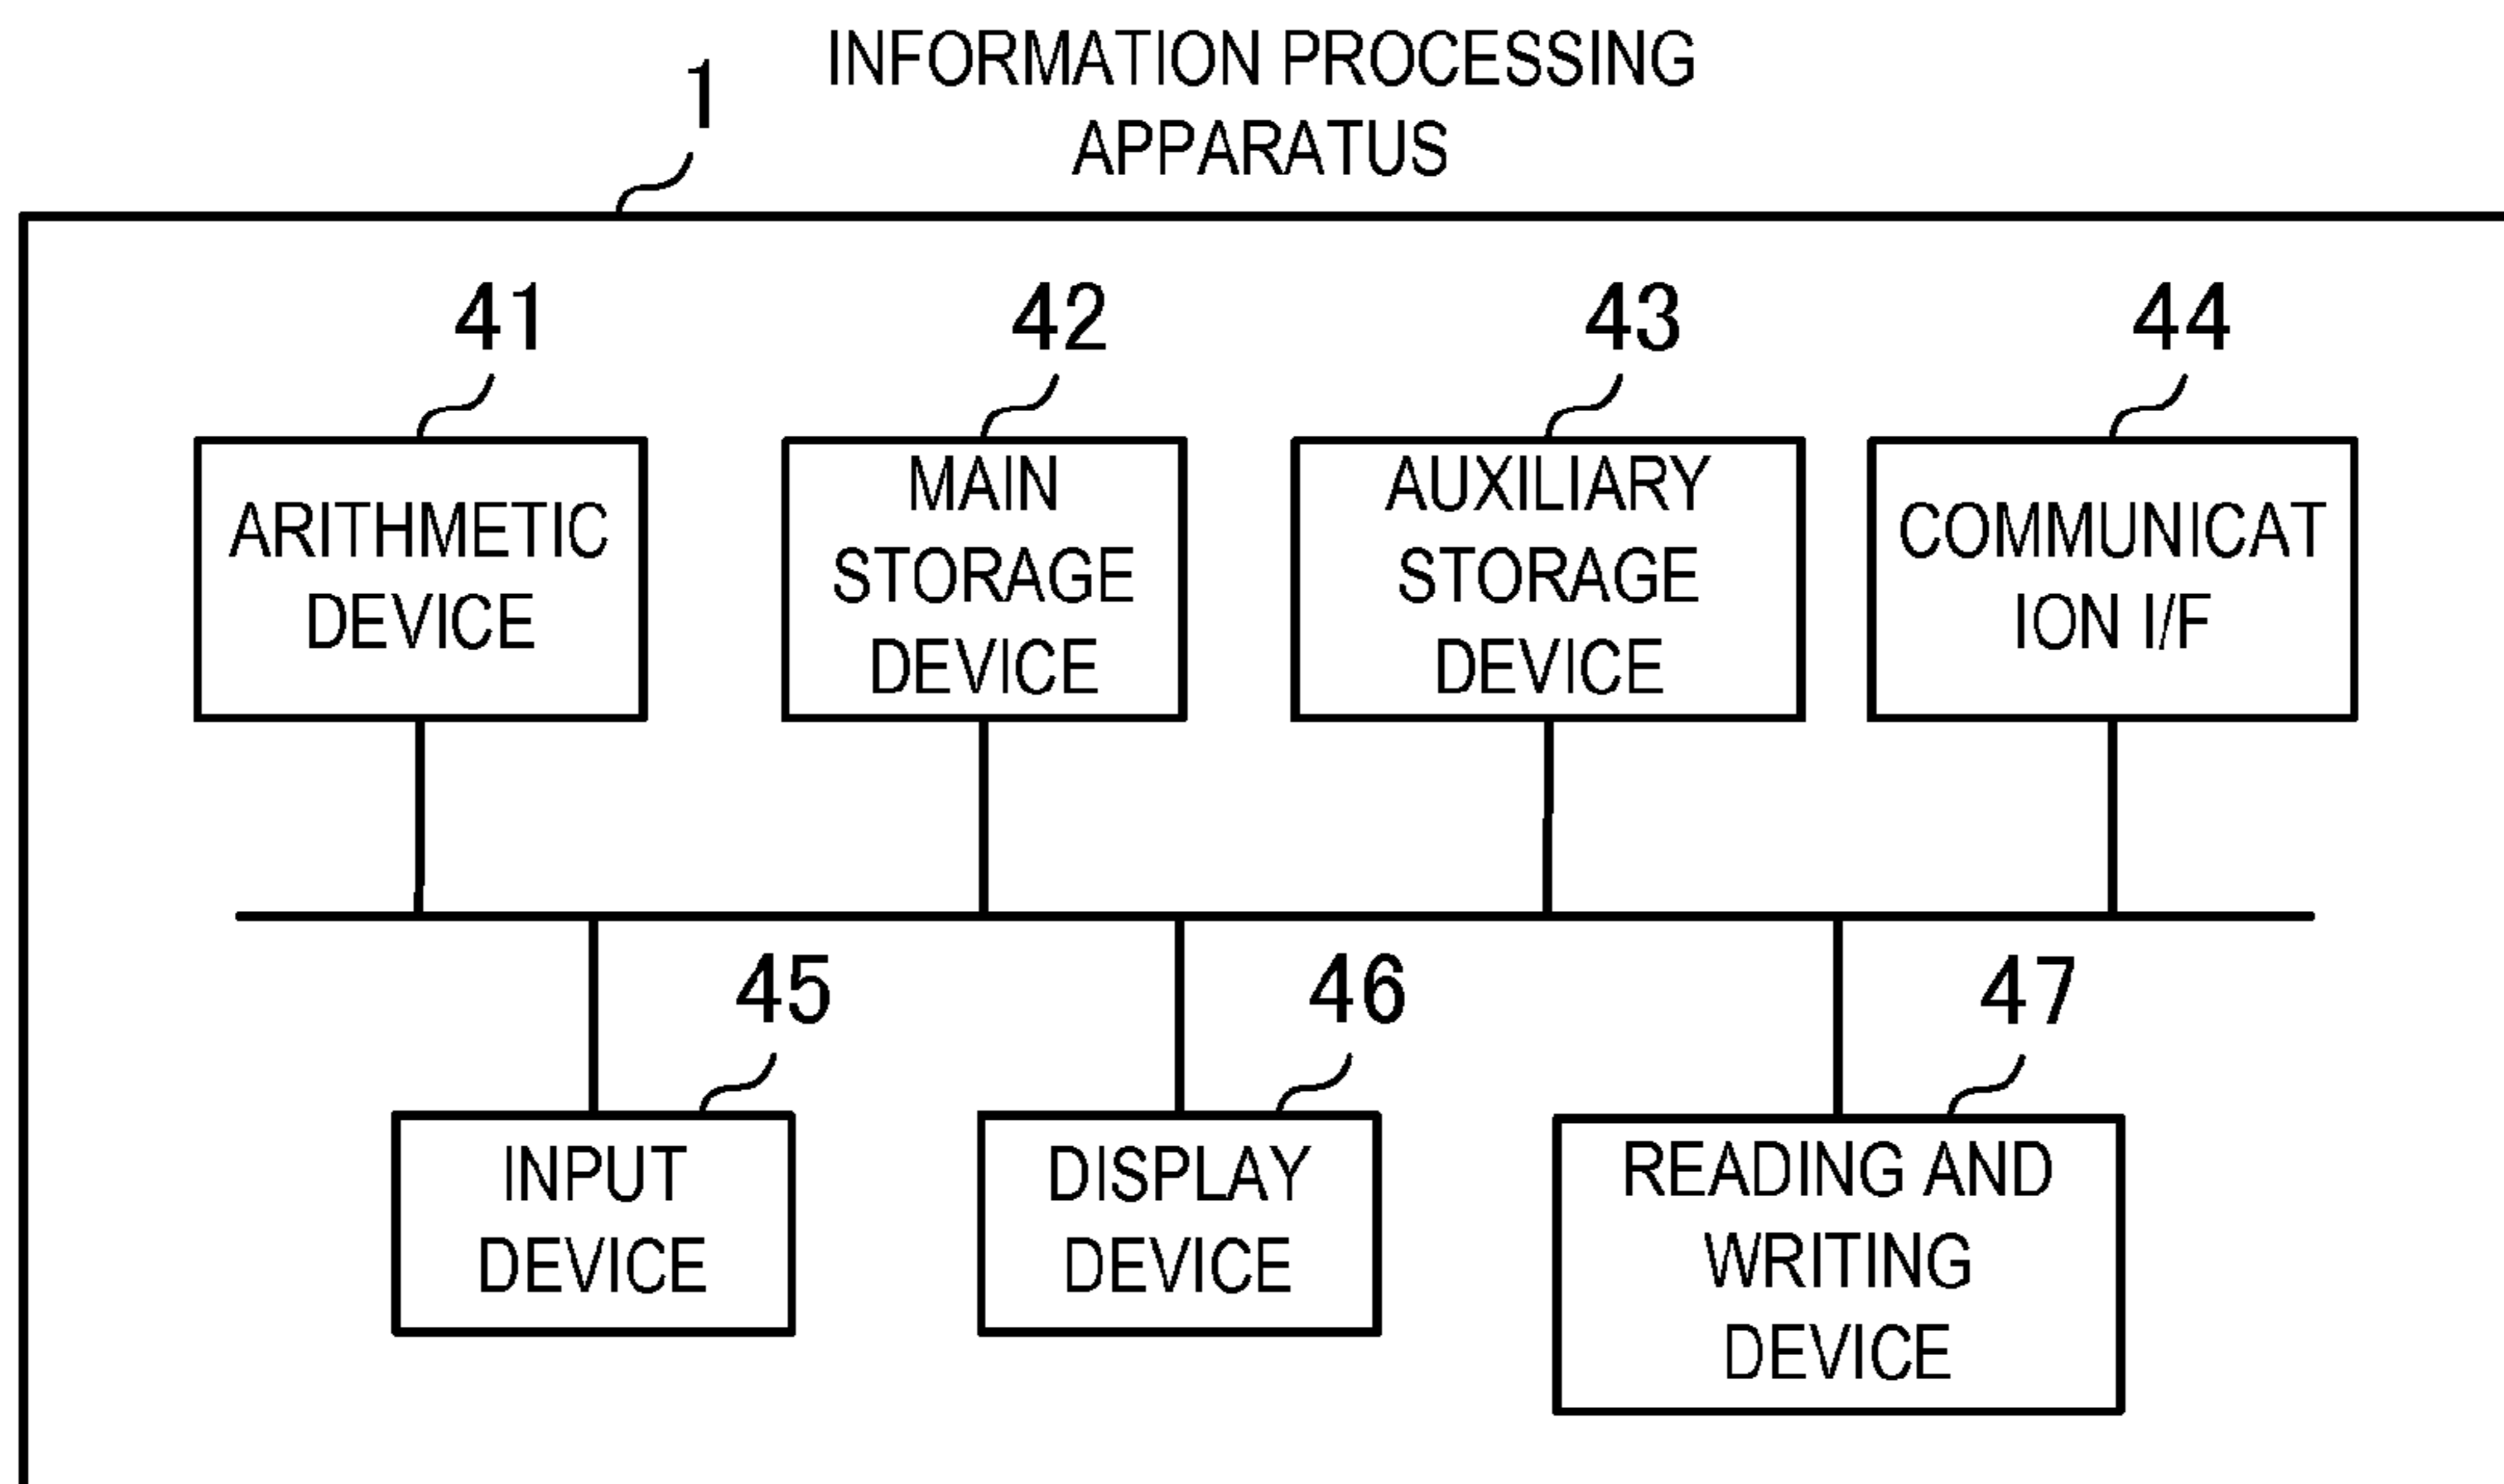 INFORMATION PROCESSING
APPARATUS
1
41
42
43
44
ARITHMETIC
DEVICE
MAIN
STORAGE
DEVICE
AUXILIARY
STORAGE
DEVICE
COMMUNICAT
ION I/F
45
46
47
INPUT
DEVICE
DISPLAY
DEVICE
READING AND
WRITING
DEVICE